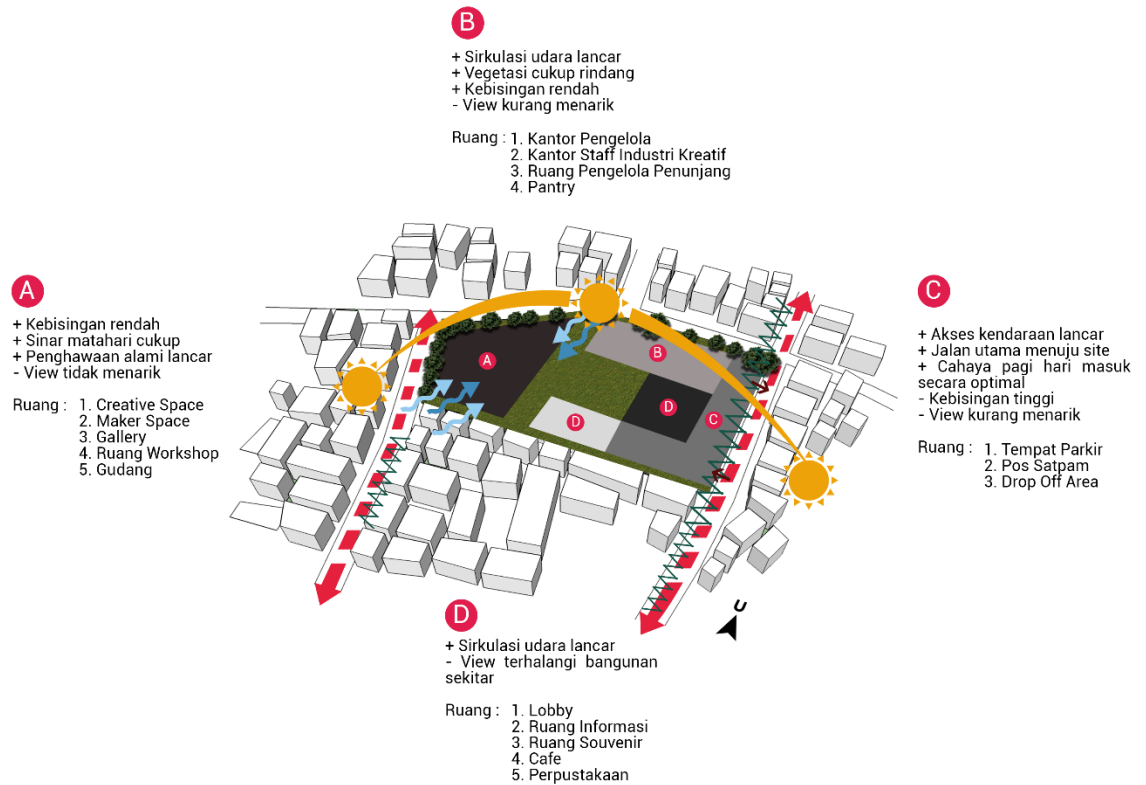 B
+ Sirkulasi udara lancar
+ Vegetasi cukup rindang
+ Kebisingan rendah
- View kurang menarik
Ruang : 1. Kantor Pengelola
2. Kantor Staff Industri Kreatif
3. Ruang Pengelola Penunjang
4. Pantry
A
+ Kebisingan rendah
+ Sinar matahari cukup
+ Penghawaan alami lancar
- View tidak menarik
Ruang : 1. Creative Space
2. Maker Space
3. Gallery
4. Ruang Workshop
5. Gudang
A
B
D
D
C
C
+ Akses kendaraan lancar
+ Jalan utama menuju site
+ Cahaya pagi hari masuk
secara optimal
- Kebisingan tinggi
- View kurang menarik
Ruang : 1. Tempat Parkir
2. Pos Satpam
3. Drop Off Area
U
D
+ Sirkulasi udara lancar
- View terhalangi bangunan
sekitar
Ruang : 1. Lobby
2. Ruang Informasi
3. Ruang Souvenir
4. Cafe
5. Perpustakaan